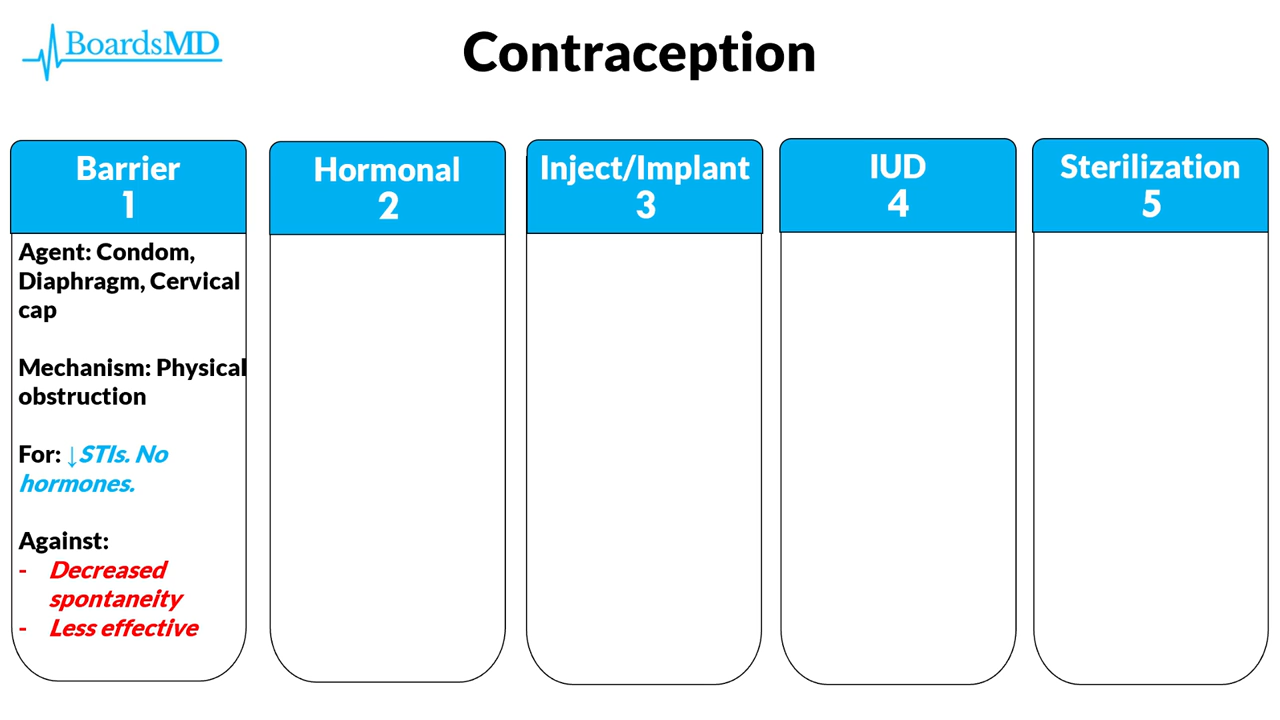 BoardsMD
Contraception
Barrier
1
Hormonal
2
Inject/Implant
3
IUD
4
Sterilization
5
Agent: Condom,
Diaphragm, Cervical
cap
Mechanism: Physical
obstruction
For: ↓STIs. No
hormones.
Against:
- Decreased
spontaneity
- Less effective